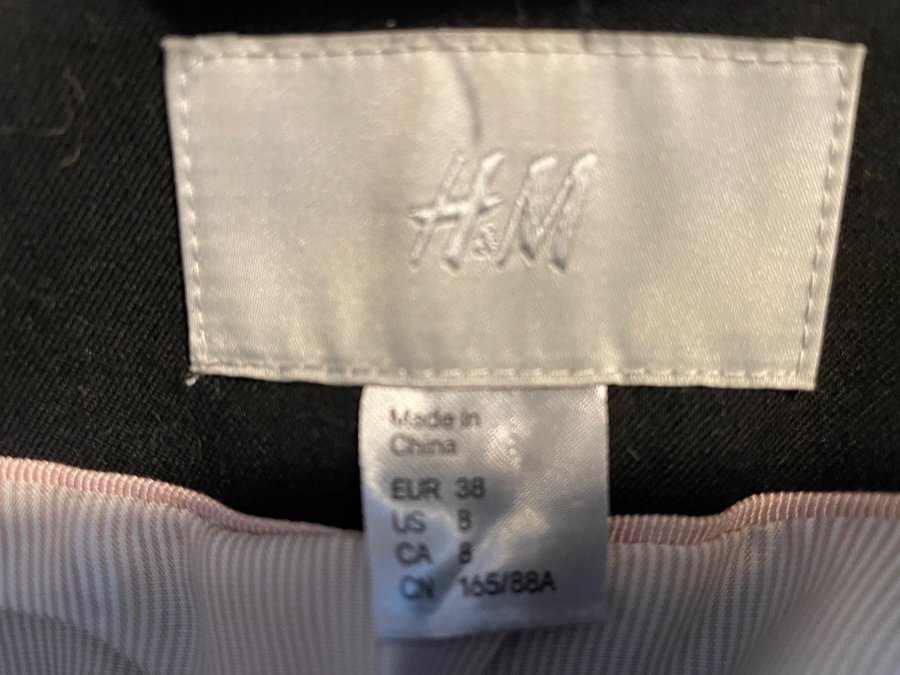 H&M
Made in
China
EUR 38
US 8
CA 8
CN 165/88A